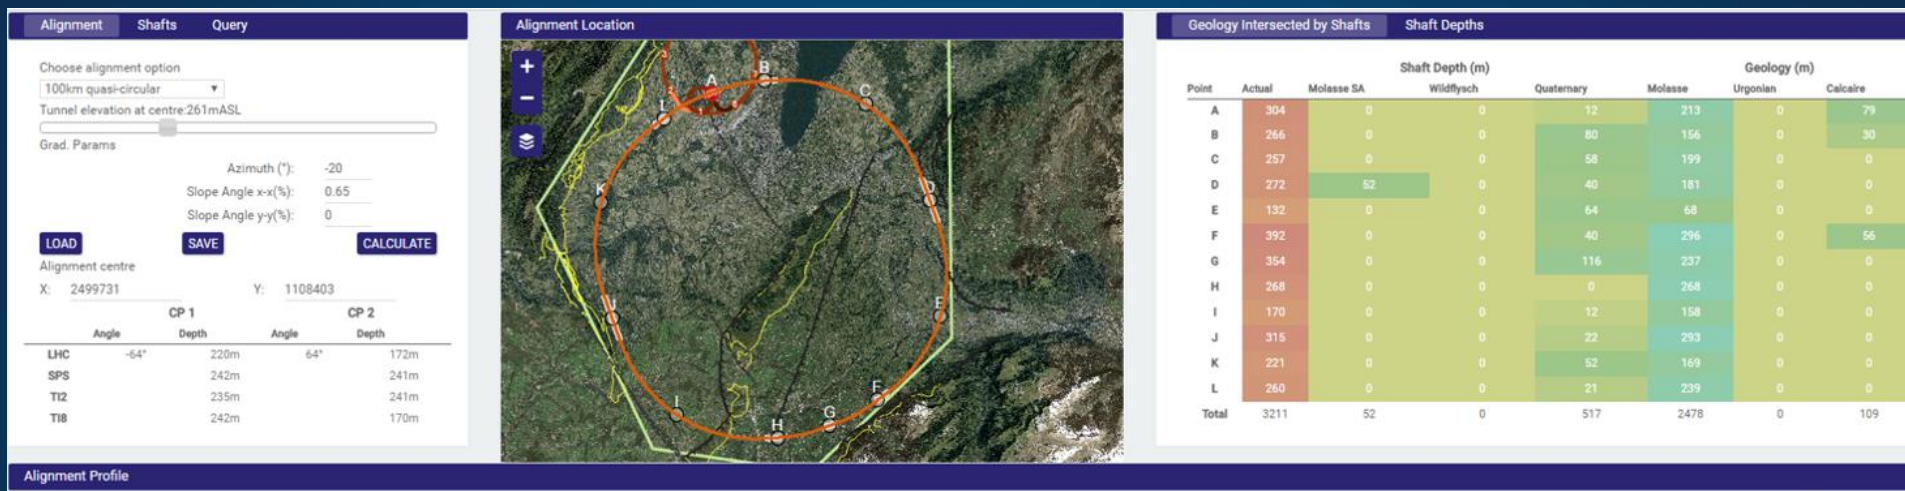 Alignment Shafts Query
Choose alignment option
100km quasi-circular
Tunnel elevation at centre:261mASL
Grad. Params
Azimuth (°): -20
Slope Angle x-x(%): 0.65
Slope Angle y-y(%): 0
LOAD SAVE CALCULATE
Alignment centre
X: 2499731 Y: 1108403
CP 1 CP 2
Angle Depth Angle Depth
LHC -64° 220m 64° 172m
SPS 242m 241m
TI2 235m 241m
TI8 242m 170m
Alignment Location
A
B
C
L
K
D
J
E
F
I
G
H
Geology Intersected by Shafts Shaft Depths
Shaft Depth (m) Geology (m)
Point Actual Molasse SA Wildflysch Quaternary Molasse Urgonian Calcaire
A 304 0 0 12 213 0 79
B 266 0 0 80 156 0 30
C 257 0 0 58 199 0 0
D 272 52 0 40 181 0 0
E 132 0 0 64 68 0 0
F 392 0 0 40 296 0 56
G 354 0 0 116 237 0 0
H 268 0 0 0 268 0 0
I 170 0 0 12 158 0 0
J 315 0 0 22 293 0 0
K 221 0 0 52 169 0 0
L 260 0 0 21 239 0 0
Total 3211 52 0 517 2478 0 109
Alignment Profile